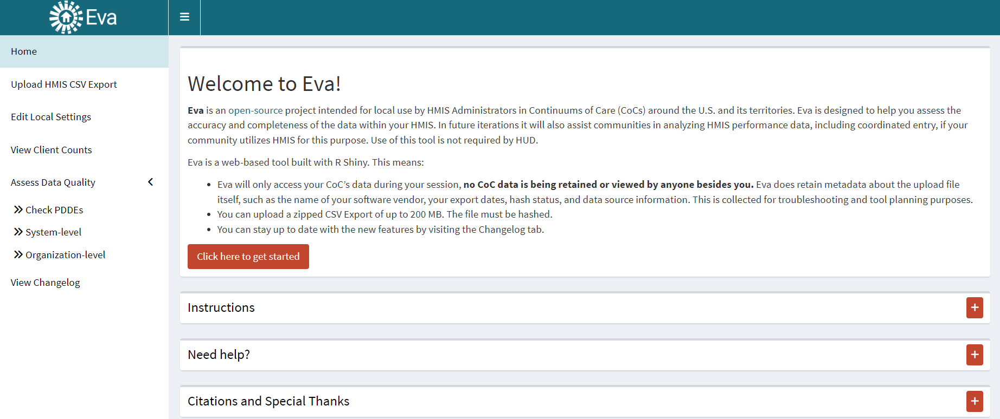 Eva
Home
Upload HMIS CSV Export
Edit Local Settings
View Client Counts
Assess Data Quality
Check PDDEs
System-level
Organization-level
View Changelog
Welcome to Eva!
Eva is an open-source project intended for local use by HMIS Administrators in Continuums of Care (CoCs) around the U.S. and its territories. Eva is designed to help you assess the
accuracy and completeness of the data within your HMIS. In future iterations it will also assist communities in analyzing HMIS performance data, including coordinated entry, if your
community utilizes HMIS for this purpose. Use of this tool is not required by HUD.
Eva is a web-based tool built with R Shiny. This means:
• Eva will only access your CoC’s data during your session, no CoC data is being retained or viewed by anyone besides you. Eva does retain metadata about the upload file
itself, such as the name of your software vendor, your export dates, hash status, and data source information. This is collected for troubleshooting and tool planning purposes.
• You can upload a zipped CSV Export of up to 200 MB. The file must be hashed.
• You can stay up to date with the new features by visiting the Changelog tab.
Click here to get started
Instructions
Need help?
Citations and Special Thanks